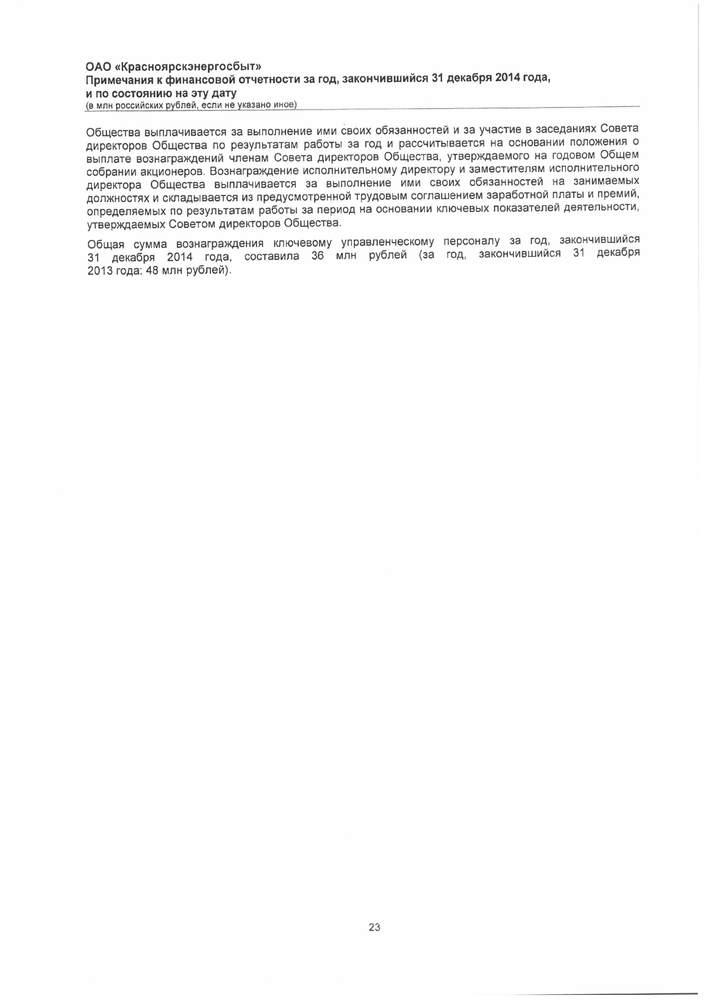 ОАО «Красноярскэнергосбыт»
Примечания к финансовой отчетности за год, закончившийся 31 декабря 2014 года,
и по состоянию на эту дату
(в млн российских рублей, если не указано иное)
Общества выплачивается за выполнение ими своих обязанностей и за участие в заседаниях Совета
директоров Общества по результатам работы за год и рассчитывается на основании положения о
выплате вознаграждений членам Совета директоров Общества, утверждаемого на годовом Общем
собрании акционеров. Вознаграждение исполнительному директору и заместителям исполнительного
директора Общества выплачивается за выполнение ими своих обязанностей на занимаемых
должностях и складывается из предусмотренной трудовым соглашением заработной платы и премий,
определяемых по результатам работы за период на основании ключевых показателей деятельности,
утверждаемых Советом директоров Общества.
Общая сумма вознаграждения ключевому управленческому персоналу за год, закончившийся
31 декабря 2014 года, составила 36 млн рублей (за год, закончившийся 31 декабря
2013 года: 48 млн рублей).
23